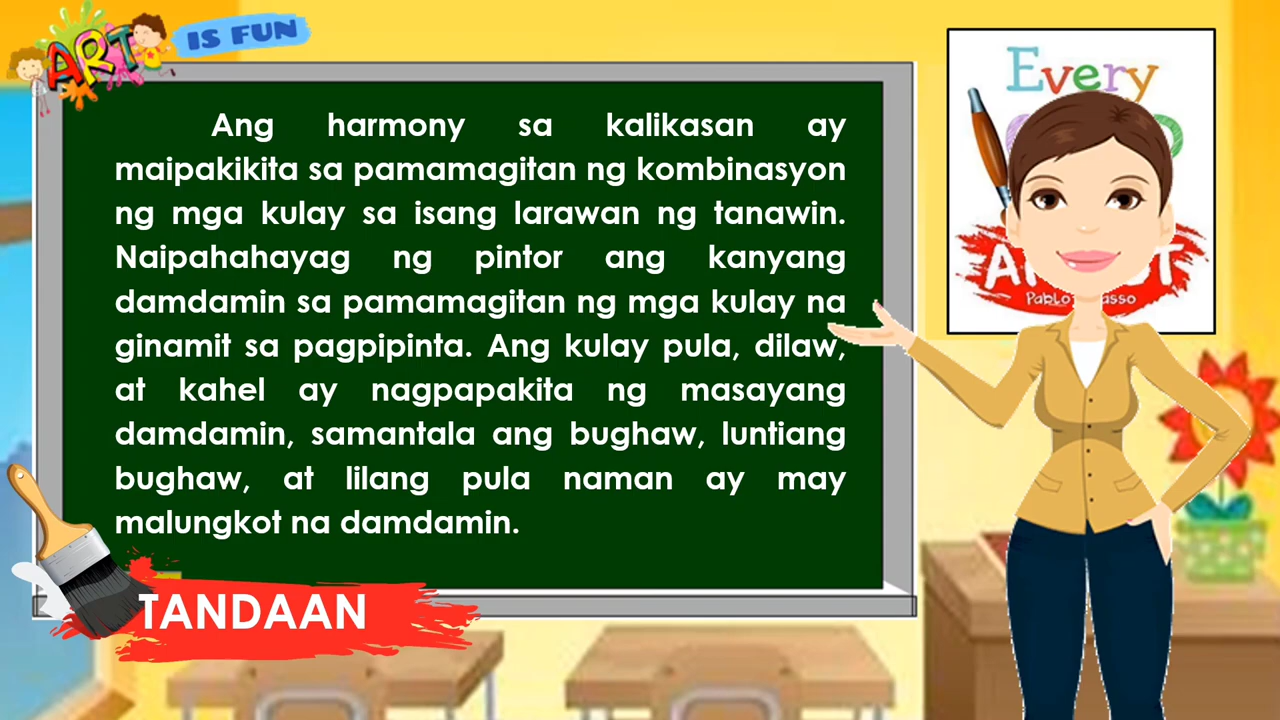 ART IS FUN
Every
Ang harmony sa kalikasan ay
maipakikita sa pamamagitan ng kombinasyon
ng mga kulay sa isang larawan ng tanawin.
Naipahahayag ng pintor ang kanyang
damdamin sa pamamagitan ng mga kulay na
ginamit sa pagpipinta. Ang kulay pula, dilaw,
at kahel ay nagpapakita ng masayang
damdamin, samantala ang bughaw, luntiang
bughaw, at lilang pula naman ay may
malungkot na damdamin.
TANDAAN